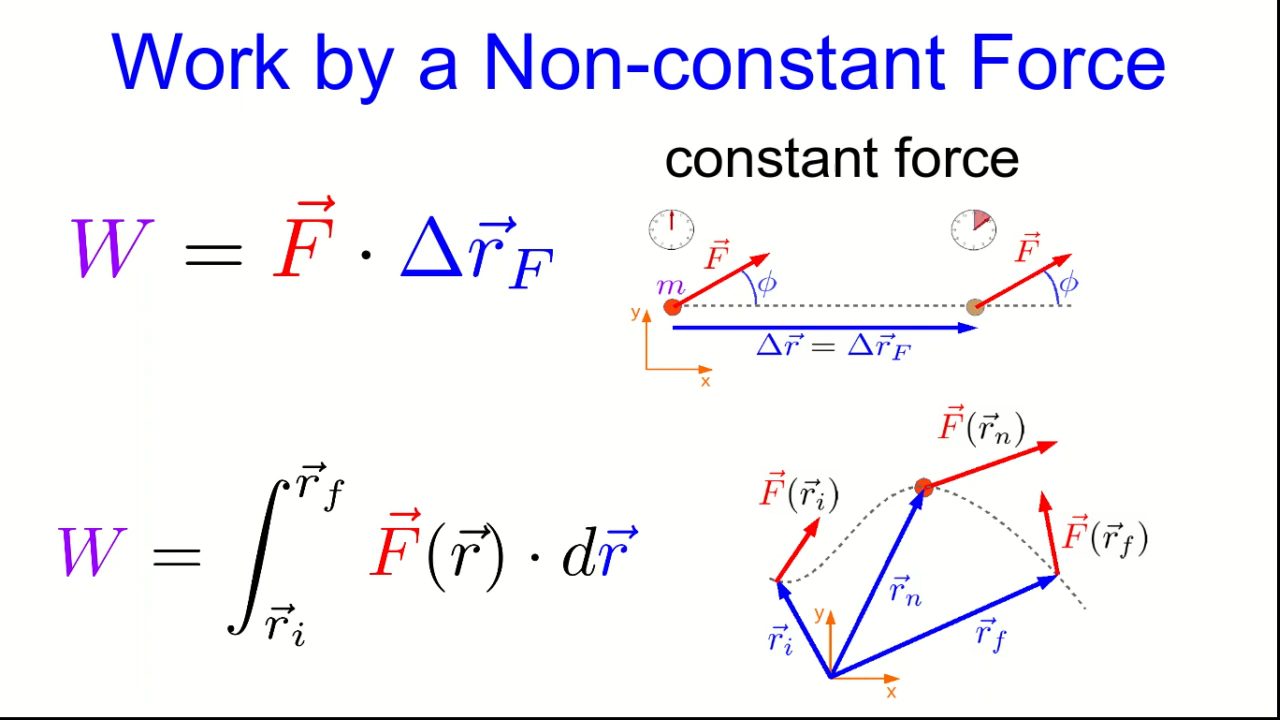 Work by a Non-constant Force
constant force
W = F⃗ · Δr⃗_F
F⃗
ϕ
m
y
x
Δr⃗ = Δr⃗_F
F⃗
ϕ
W = ∫_{r⃗_i}^{r⃗_f} F⃗(r⃗) · dr⃗
F⃗(r⃗_n)
F⃗(r⃗_i)
F⃗(r⃗_f)
r⃗_n
r⃗_i
r⃗_f
y
x